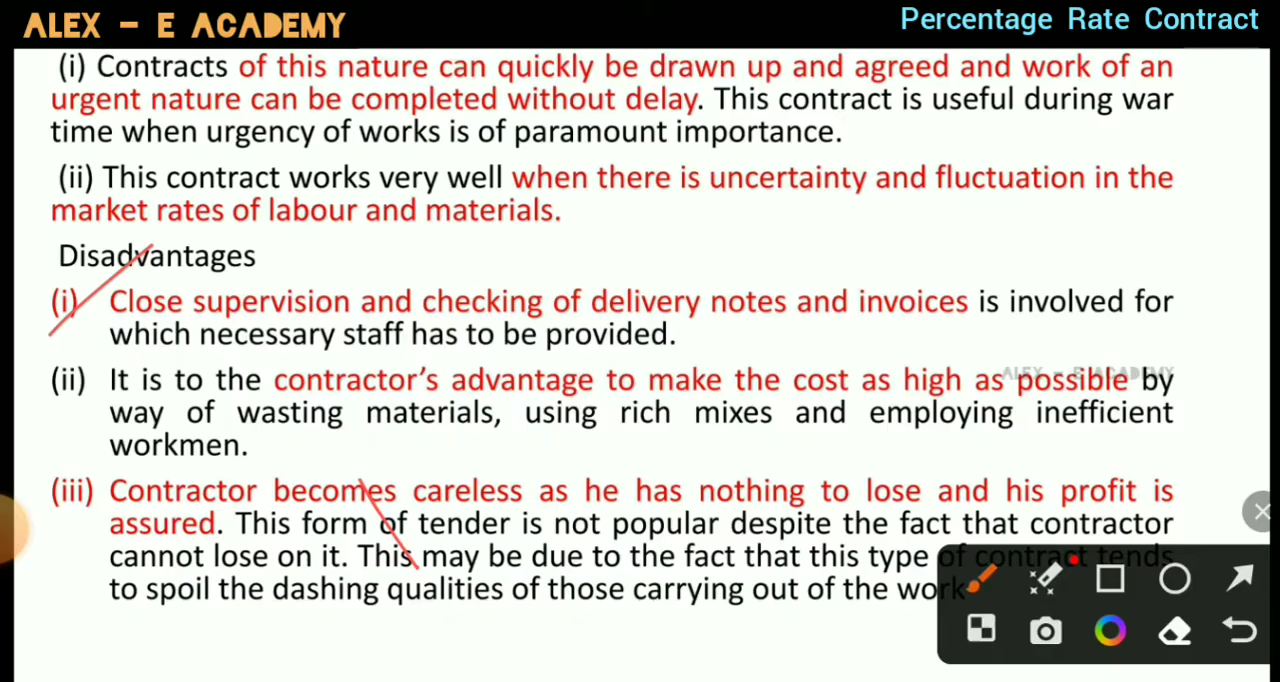 ALEX – E ACADEMY
Percentage Rate Contract
(i) Contracts of this nature can quickly be drawn up and agreed and work of an
urgent nature can be completed without delay. This contract is useful during war
time when urgency of works is of paramount importance.
(ii) This contract works very well when there is uncertainty and fluctuation in the
market rates of labour and materials.
Disadvantages
(i) Close supervision and checking of delivery notes and invoices is involved for
which necessary staff has to be provided.
(ii) It is to the contractor's advantage to make the cost as high as possible by
ALEX – E ACADEMY
way of wasting materials, using rich mixes and employing inefficient
workmen.
(iii) Contractor becomes careless as he has nothing to lose and his profit is
assured. This form of tender is not popular despite the fact that contractor
cannot lose on it. This may be due to the fact that this type of contract tends
to spoil the dashing qualities of those carrying out of the work